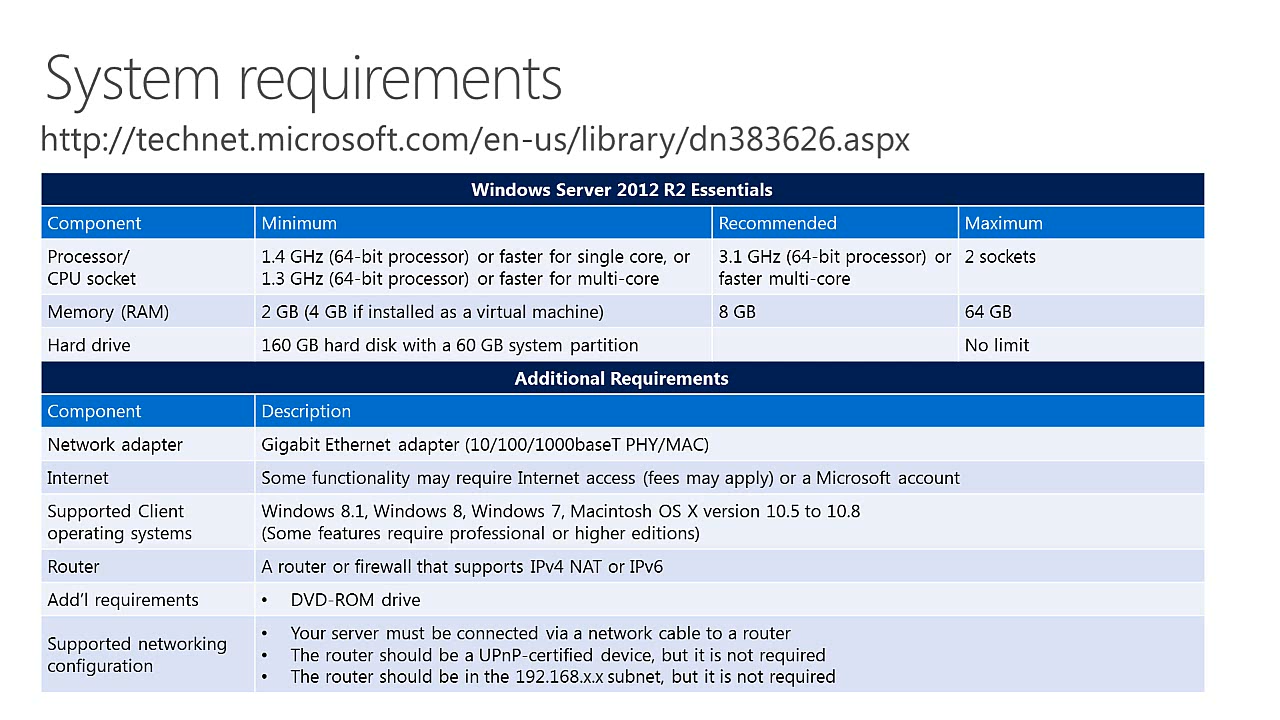 System requirements
http://technet.microsoft.com/en-us/library/dn383626.aspx
Windows Server 2012 R2 Essentials
Component Minimum Recommended Maximum
Processor/ 1.4 GHz (64-bit processor) or faster for single core, or 3.1 GHz (64-bit processor) or 2 sockets
CPU socket 1.3 GHz (64-bit processor) or faster for multi-core faster multi-core
Memory (RAM) 2 GB (4 GB if installed as a virtual machine) 8 GB 64 GB
Hard drive 160 GB hard disk with a 60 GB system partition No limit
Additional Requirements
Component Description
Network adapter Gigabit Ethernet adapter (10/100/1000baseT PHY/MAC)
Internet Some functionality may require Internet access (fees may apply) or a Microsoft account
Supported Client Windows 8.1, Windows 8, Windows 7, Macintosh OS X version 10.5 to 10.8
operating systems (Some features require professional or higher editions)
Router A router or firewall that supports IPv4 NAT or IPv6
Add'l requirements • DVD-ROM drive
Supported networking configuration
• Your server must be connected via a network cable to a router
• The router should be a UPnP-certified device, but it is not required
• The router should be in the 192.168.x.x subnet, but it is not required